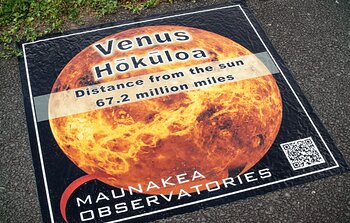 Venus
Hōkūloa
Distance from the sun
67.2 million miles
MAUNAKEA
OBSERVATORIES